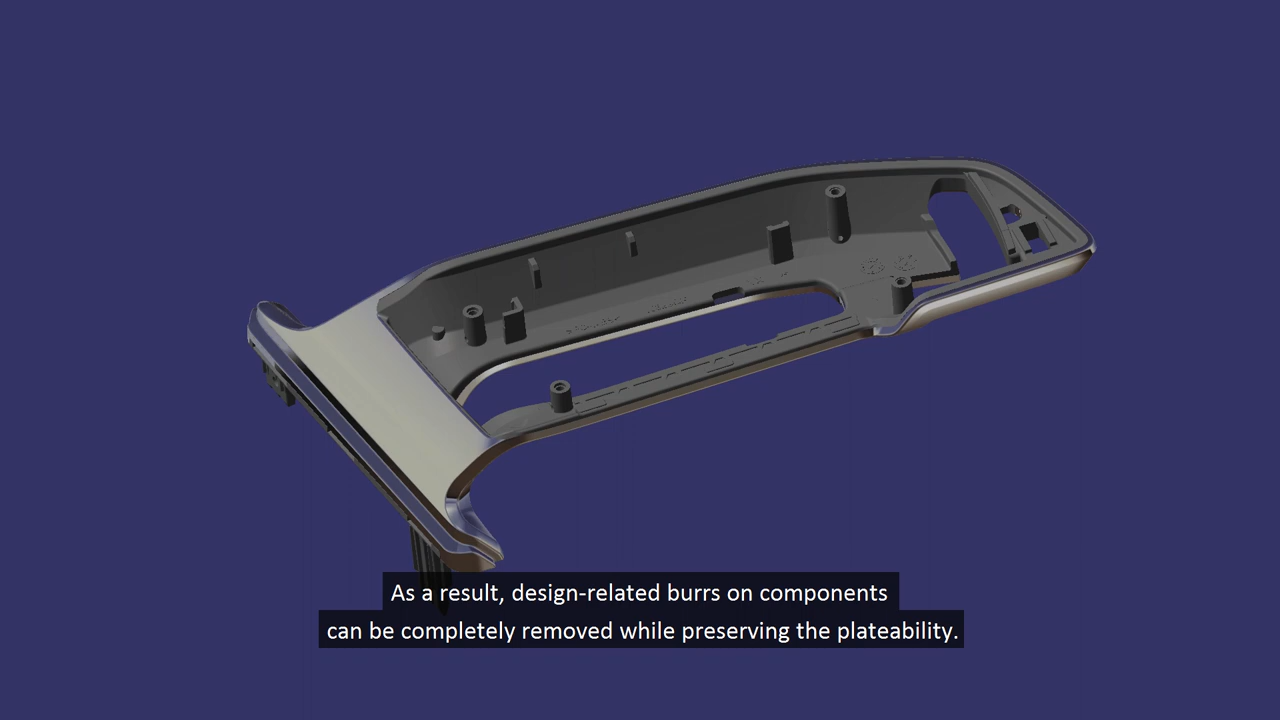 As a result, design-related burrs on components
can be completely removed while preserving the plateability.